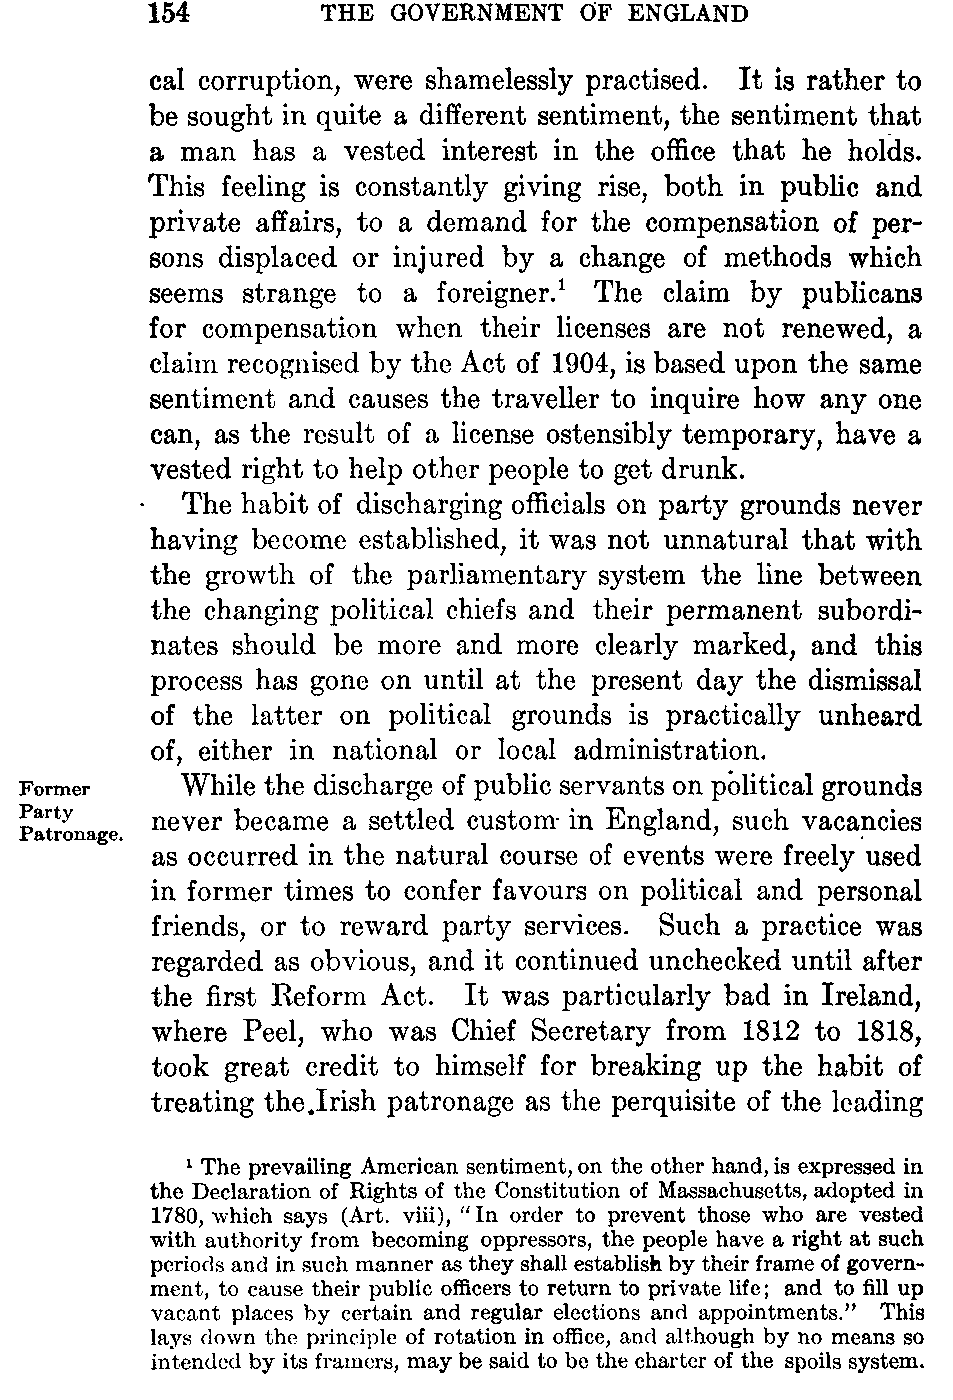 154 THE GOVERNMENT OF ENGLAND
cal corruption, were shamelessly practised. It is rather to
be sought in quite a different sentiment, the sentiment that
a man has a vested interest in the office that he holds.
This feeling is constantly giving rise, both in public and
private affairs, to a demand for the compensation of per-
sons displaced or injured by a change of methods which
seems strange to a foreigner.¹ The claim by publicans
for compensation when their licenses are not renewed, a
claim recognised by the Act of 1904, is based upon the same
sentiment and causes the traveller to inquire how any one
can, as the result of a license ostensibly temporary, have a
vested right to help other people to get drunk.
The habit of discharging officials on party grounds never
having become established, it was not unnatural that with
the growth of the parliamentary system the line between
the changing political chiefs and their permanent subordi-
nates should be more and more clearly marked, and this
process has gone on until at the present day the dismissal
of the latter on political grounds is practically unheard
of, either in national or local administration.
Former
Party
Patronage.
While the discharge of public servants on political grounds
never became a settled custom in England, such vacancies
as occurred in the natural course of events were freely used
in former times to confer favours on political and personal
friends, or to reward party services. Such a practice was
regarded as obvious, and it continued unchecked until after
the first Reform Act. It was particularly bad in Ireland,
where Peel, who was Chief Secretary from 1812 to 1818,
took great credit to himself for breaking up the habit of
treating the Irish patronage as the perquisite of the leading
¹ The prevailing American sentiment, on the other hand, is expressed in
the Declaration of Rights of the Constitution of Massachusetts, adopted in
1780, which says (Art. viii), "In order to prevent those who are vested
with authority from becoming oppressors, the people have a right at such
periods and in such manner as they shall establish by their frame of govern-
ment, to cause their public officers to return to private life; and to fill up
vacant places by certain and regular elections and appointments." This
lays down the principle of rotation in office, and although by no means so
intended by its framers, may be said to be the charter of the spoils system.